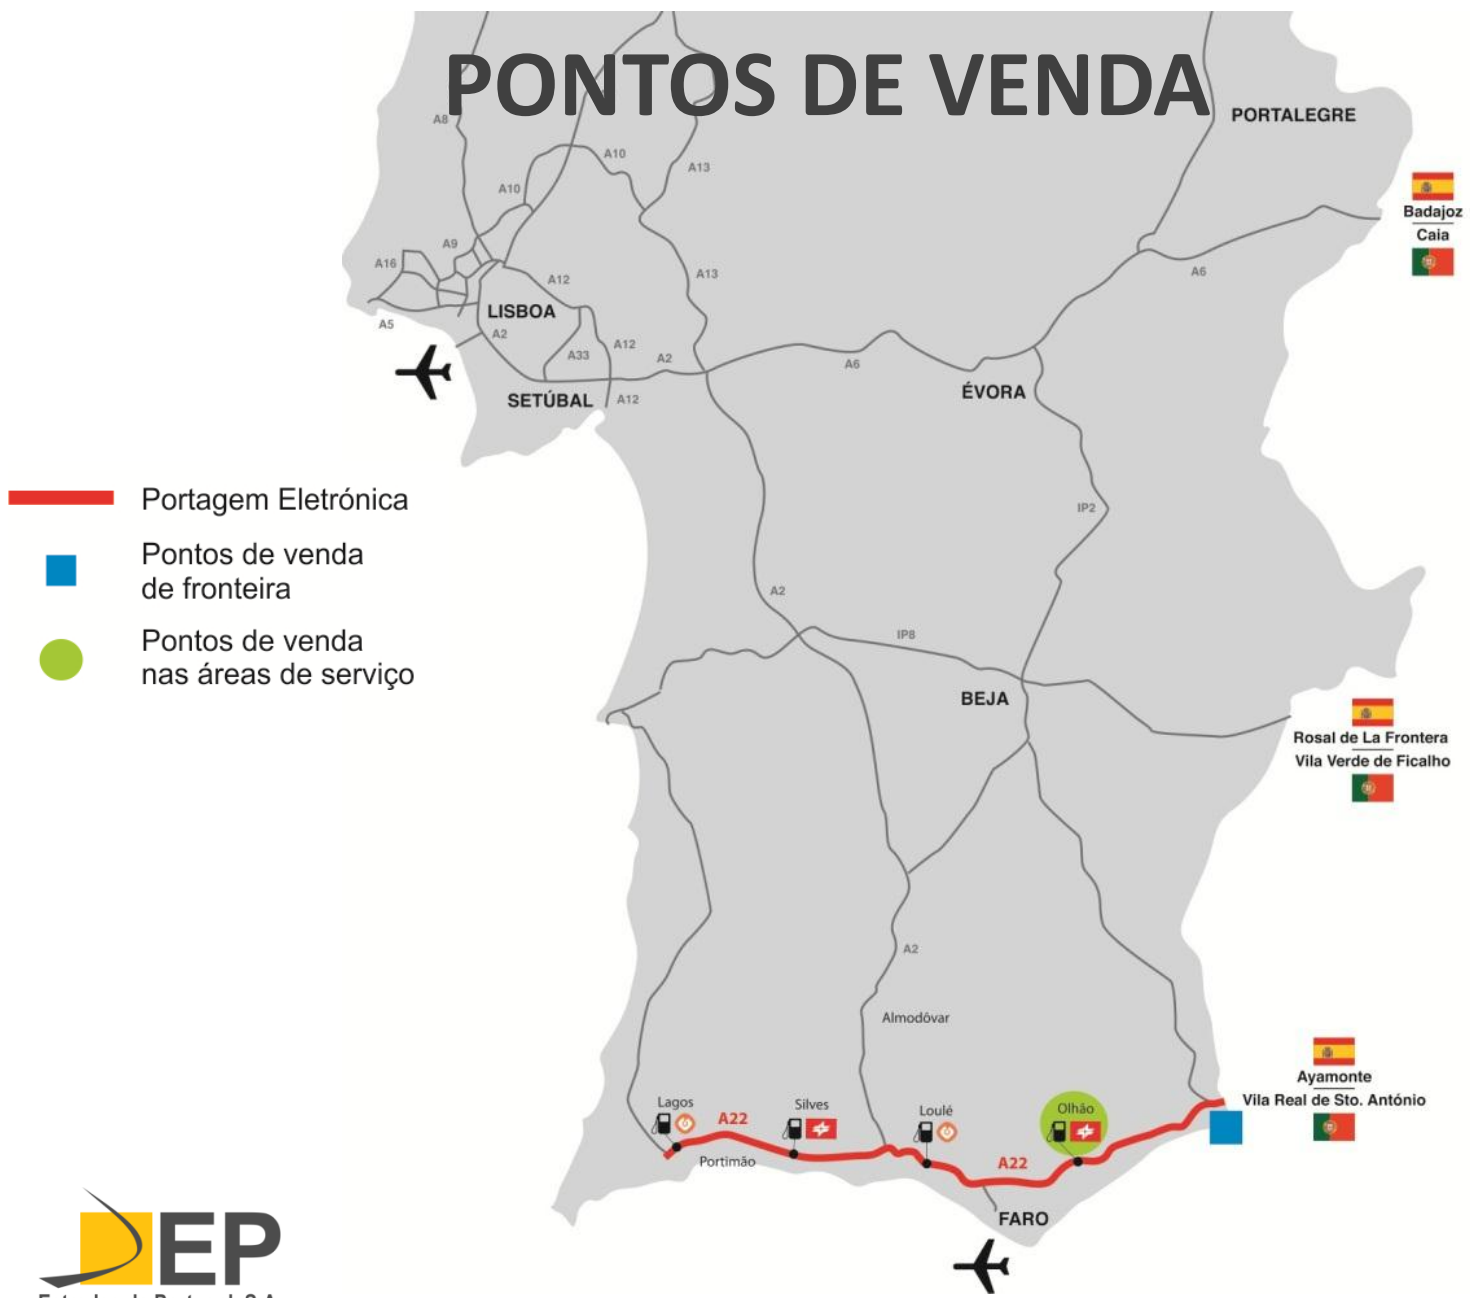 PONTOS DE VENDA
PORTALEGRE
A8
A10
A13
A10
Badajoz
Caia
A9
A16
A12
A13
A6
LISBOA
A5
A2
A12
A33
A2
A6
SETÚBAL
A12
ÉVORA
Portagem Eletrónica
Pontos de venda
de fronteira
Pontos de venda
nas áreas de serviço
IP2
A2
IP8
BEJA
Rosal de La Frontera
Vila Verde de Ficalho
A2
Almodóvar
Ayamonte
Vila Real de Sto. António
Lagos
A22
Silves
Loulé
Olhão
Portimão
A22
FARO
EP